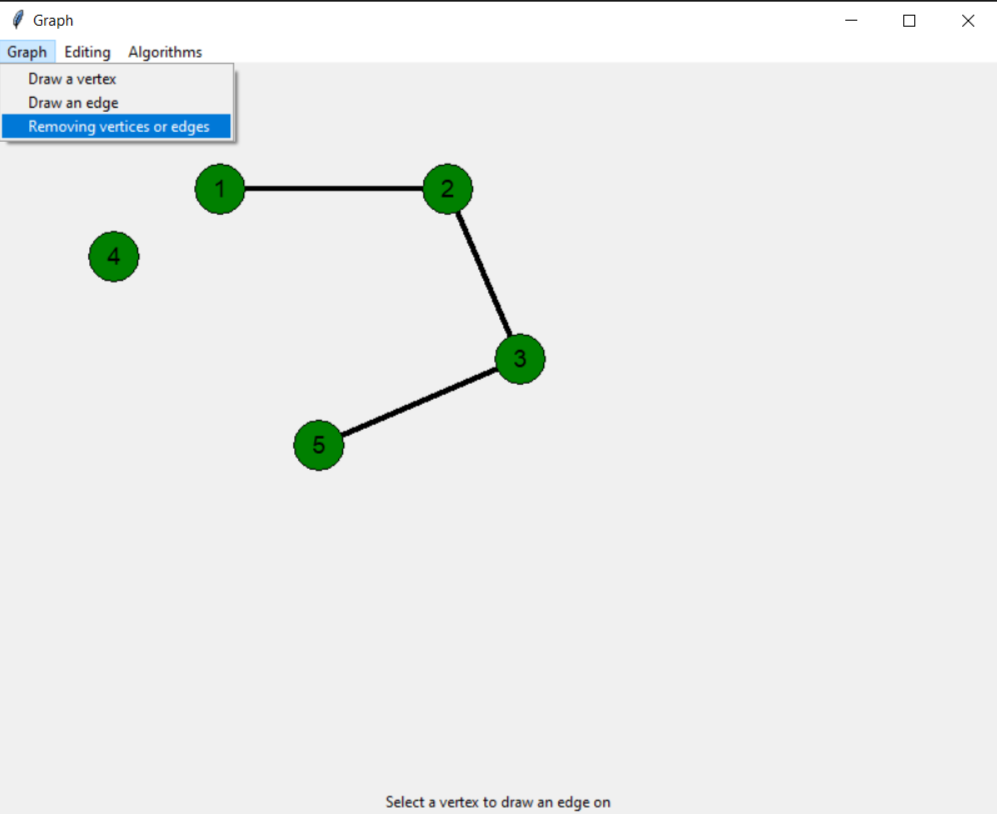 Graph
Graph Editing Algorithms
Draw a vertex
Draw an edge
Removing vertices or edges
1 2
4
3
5
Select a vertex to draw an edge on